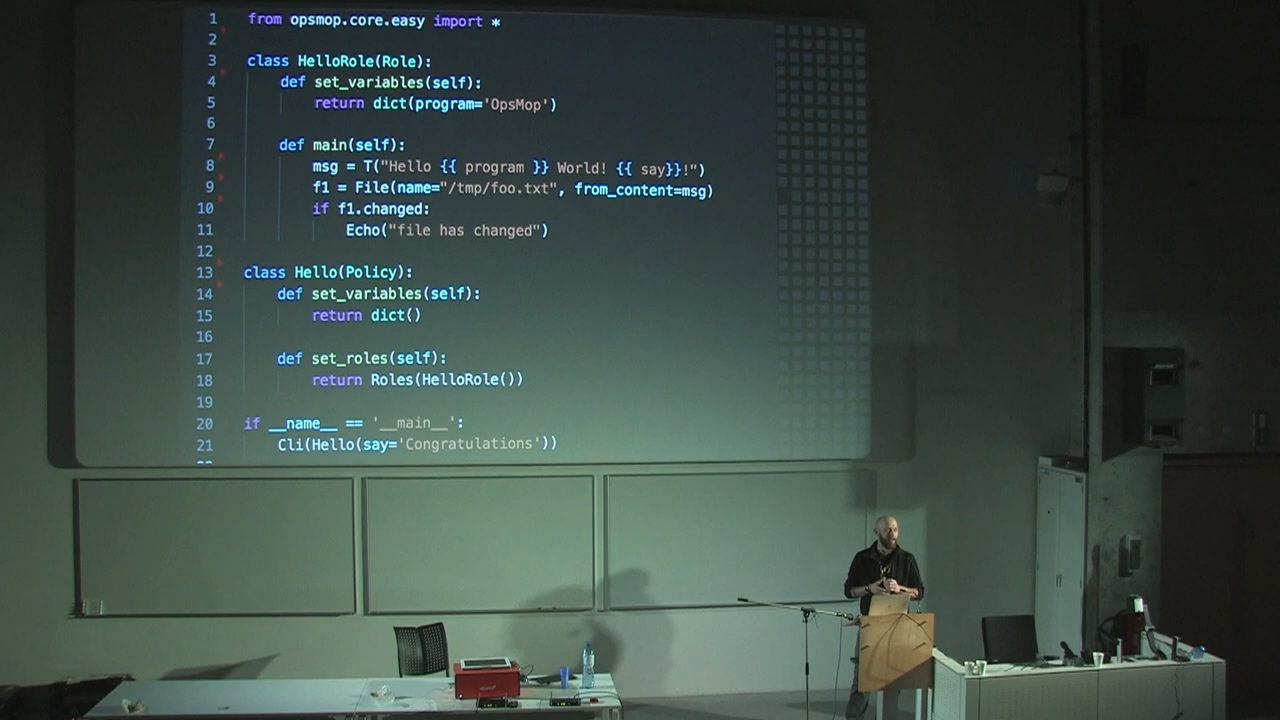 1 from opsmop.core.easy import *
2
3 class HelloRole(Role):
4 def set_variables(self):
5 return dict(program='OpsMop')
6
7 def main(self):
8 msg = T("Hello {{ program }} World! {{ say}}!")
9 f1 = File(name="/tmp/foo.txt", from_content=msg)
10 if f1.changed:
11 Echo("file has changed")
12
13 class Hello(Policy):
14 def set_variables(self):
15 return dict()
16
17 def set_roles(self):
18 return Roles(HelloRole())
19
20 if __name__ == '__main__':
21 Cli(Hello(say='Congratulations'))